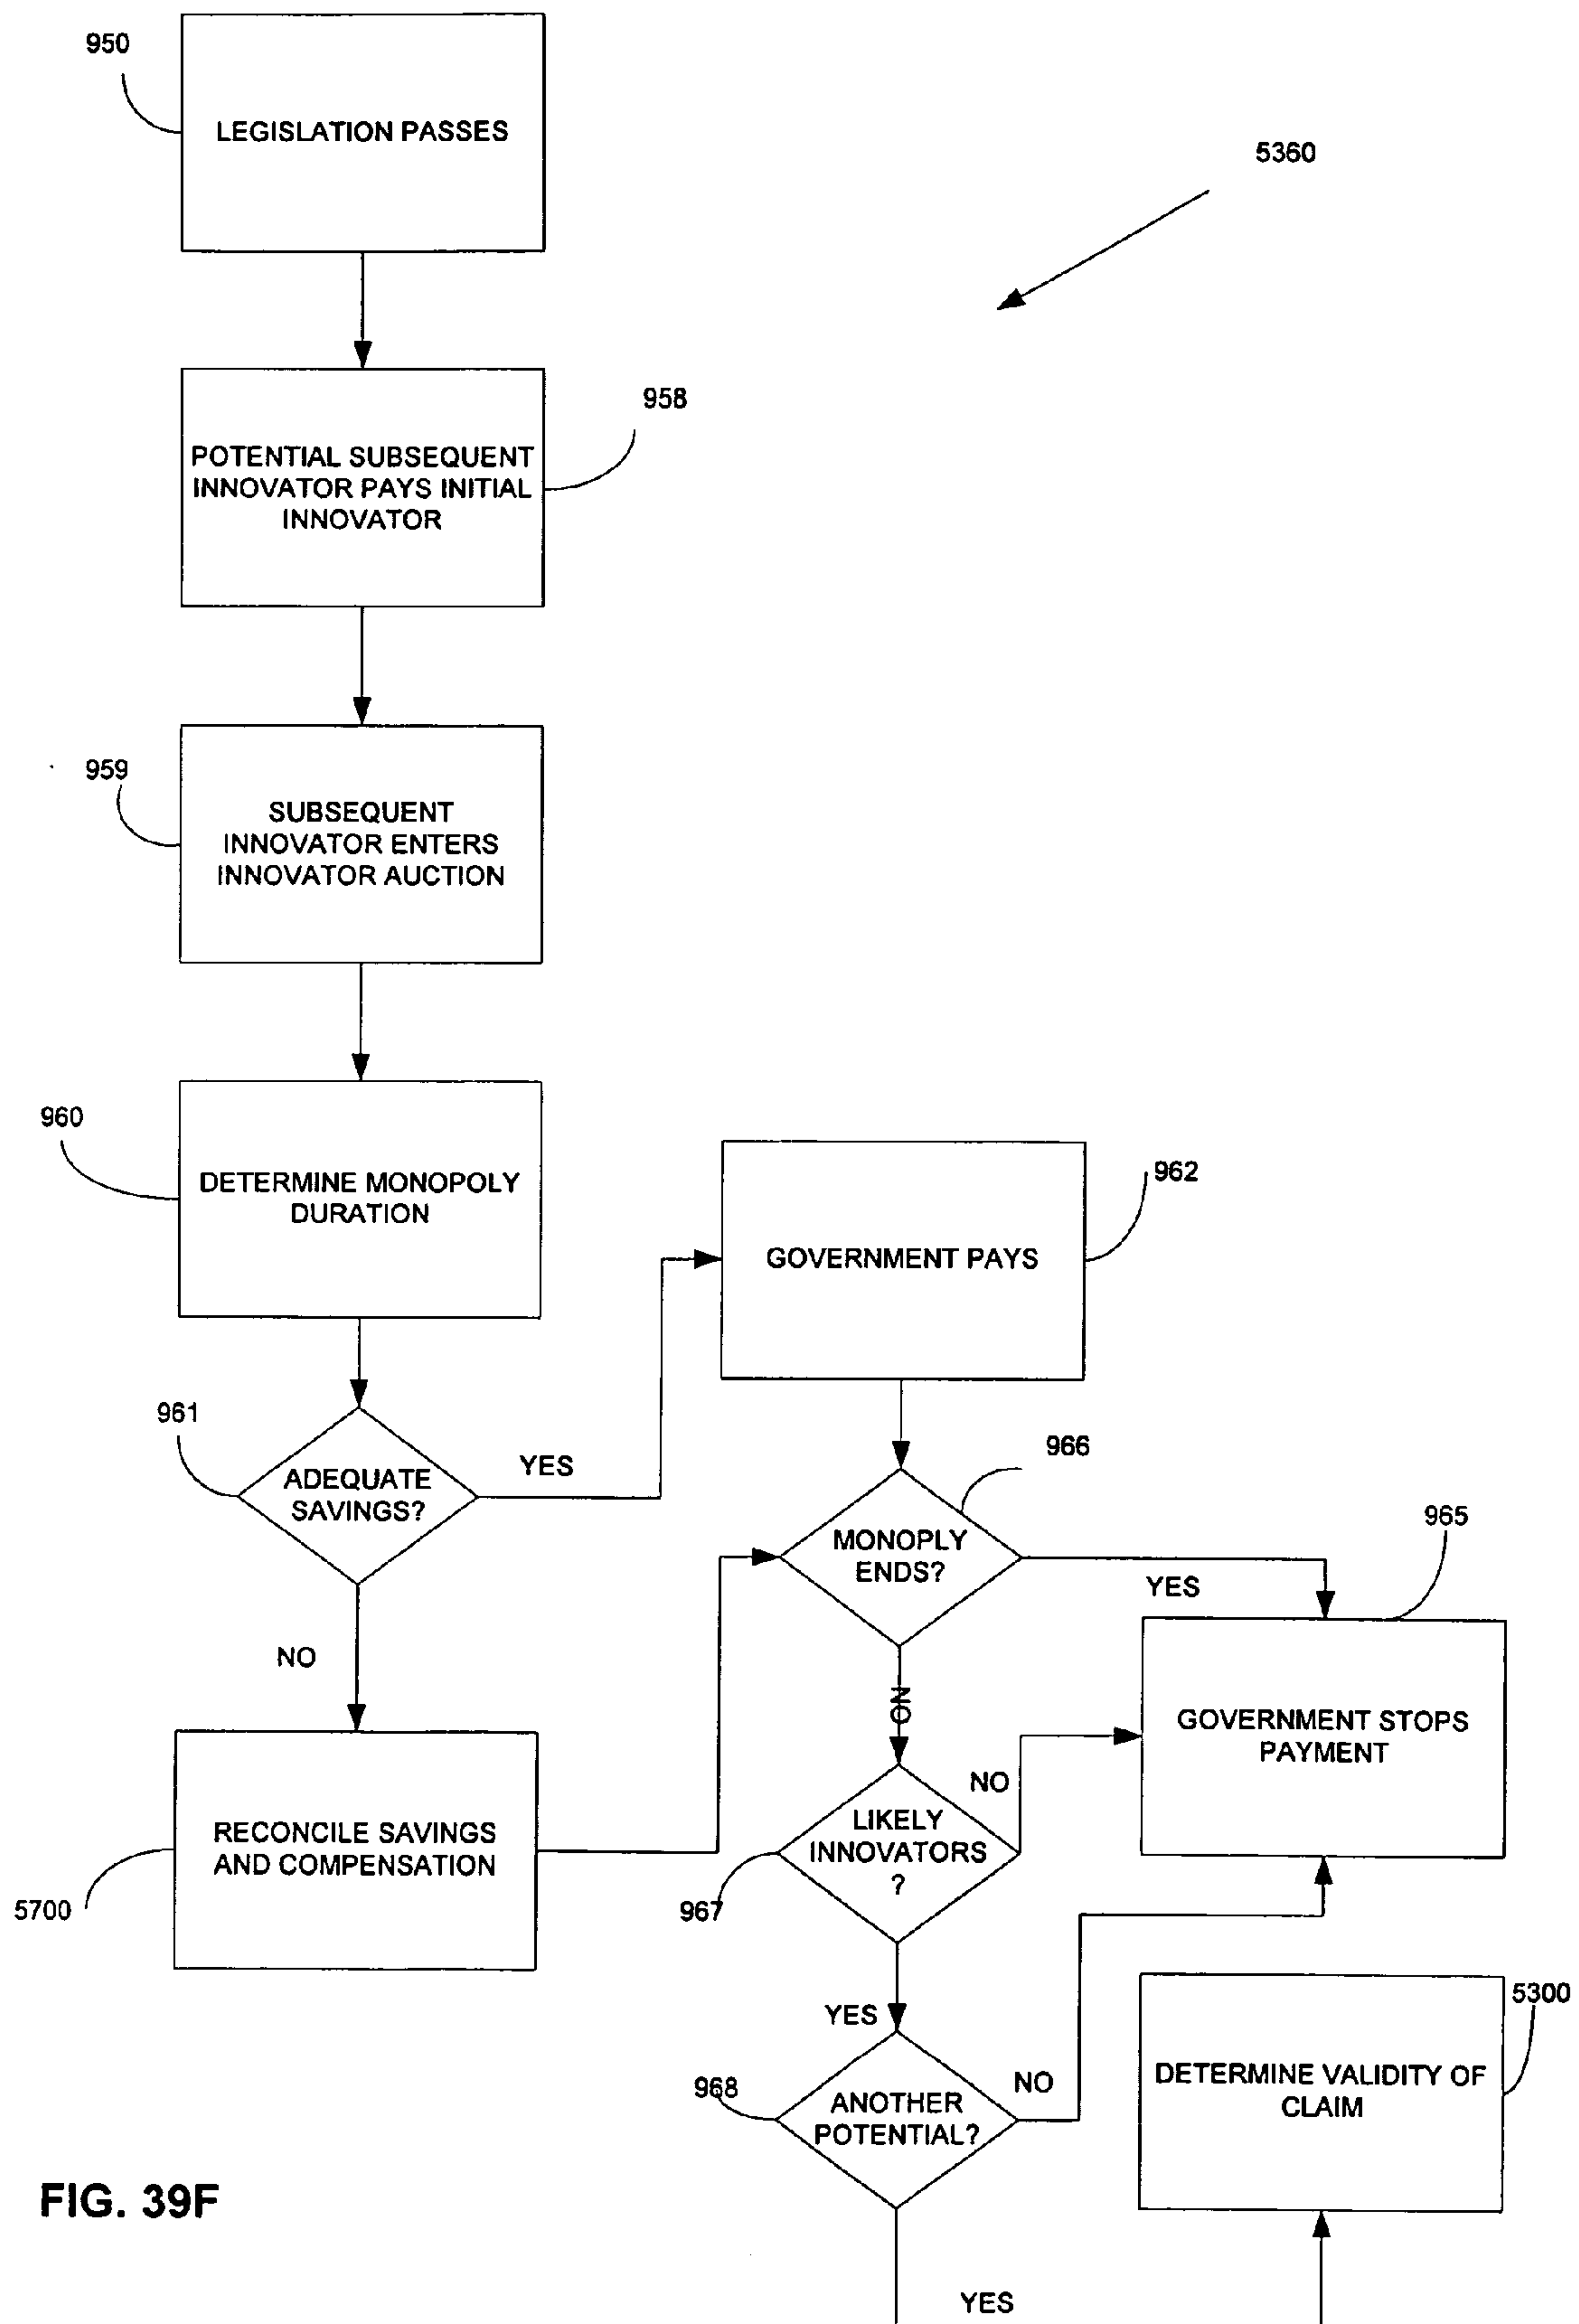 950
LEGISLATION PASSES
5360
958
POTENTIAL SUBSEQUENT
INNOVATOR PAYS INITIAL
INNOVATOR
959
SUBSEQUENT
INNOVATOR ENTERS
INNOVATOR AUCTION
960
DETERMINE MONOPOLY
DURATION
962
GOVERNMENT PAYS
961
ADEQUATE
SAVINGS?
YES
966
MONOPLY
ENDS?
YES
965
NO
NO
GOVERNMENT STOPS
PAYMENT
RECONCILE SAVINGS
AND COMPENSATION
5700
NO
LIKELY
INNOVATORS
?
967
YES
5300
968
ANOTHER
POTENTIAL?
NO
DETERMINE VALIDITY OF
CLAIM
FIG. 39F
YES